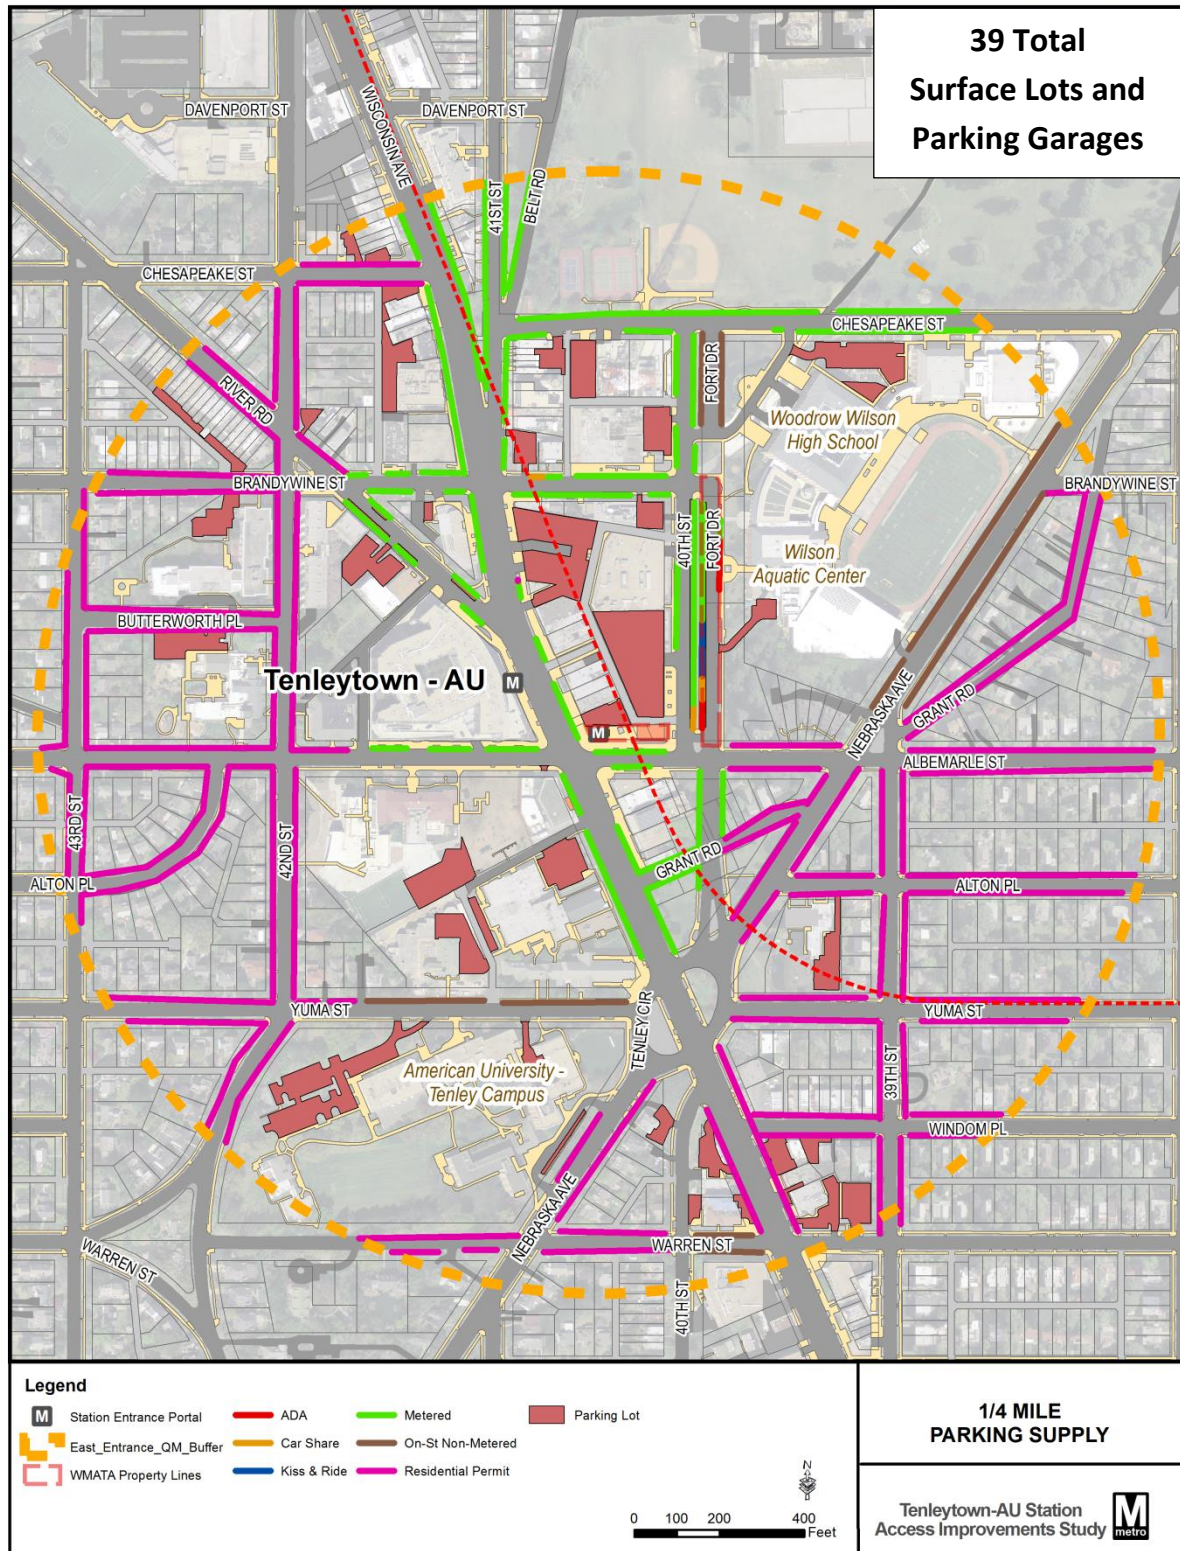 39 Total
Surface Lots and
Parking Garages
DAVENPORT ST
WISCONSIN AVE
DAVENPORT ST
41ST ST
BELT RD
CHESAPEAKE ST
CHESAPEAKE ST
FORT DR
RIVER RD
Woodrow Wilson
High School
BRANDYWINE ST
BRANDYWINE ST
40TH ST
FORT DR
Wilson
Aquatic Center
BUTTERWORTH PL
Tenleytown - AU
M
M
NEBRASKA AVE
GRANT RD
ALBEMARLE ST
43RD ST
42ND ST
GRANT RD
ALTON PL
ALTON PL
YUMA ST
YUMA ST
TENLEY CIR
American University -
Tenley Campus
39TH ST
WINDOM PL
NEBRASKA AVE
WARREN ST
WARREN ST
40TH ST
Legend
M Station Entrance Portal
East_Entrance_QM_Buffer
WMATA Property Lines
ADA
Car Share
Kiss & Ride
Metered
On-St Non-Metered
Residential Permit
Parking Lot
N
0 100 200 400
Feet
1/4 MILE
PARKING SUPPLY
Tenleytown-AU Station
Access Improvements Study
M
metro